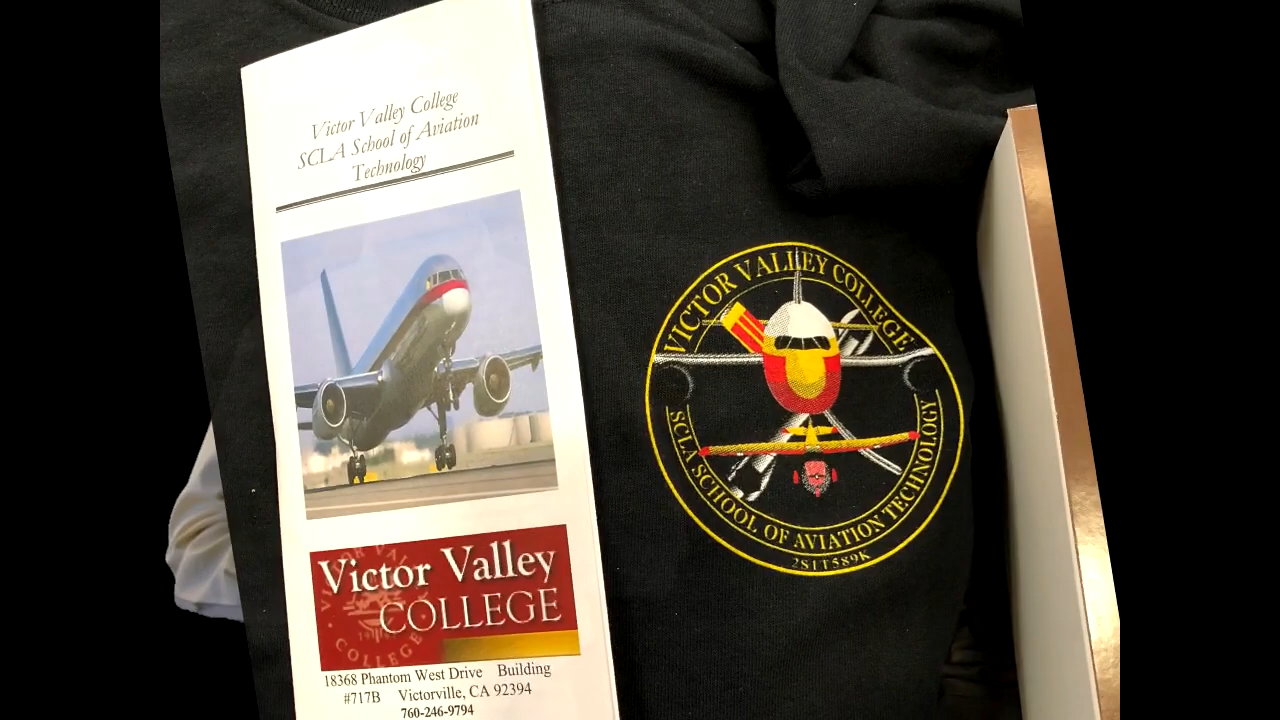 Victor Valley College
SCLA School of Aviation
Technology
Victor Valley
COLLEGE
18368 Phantom West Drive Building
#717B Victorville, CA 92394
760-246-9794
VICTOR VALLEY COLLEGE
SCLA SCHOOL OF AVIATION TECHNOLOGY
2S1T589K